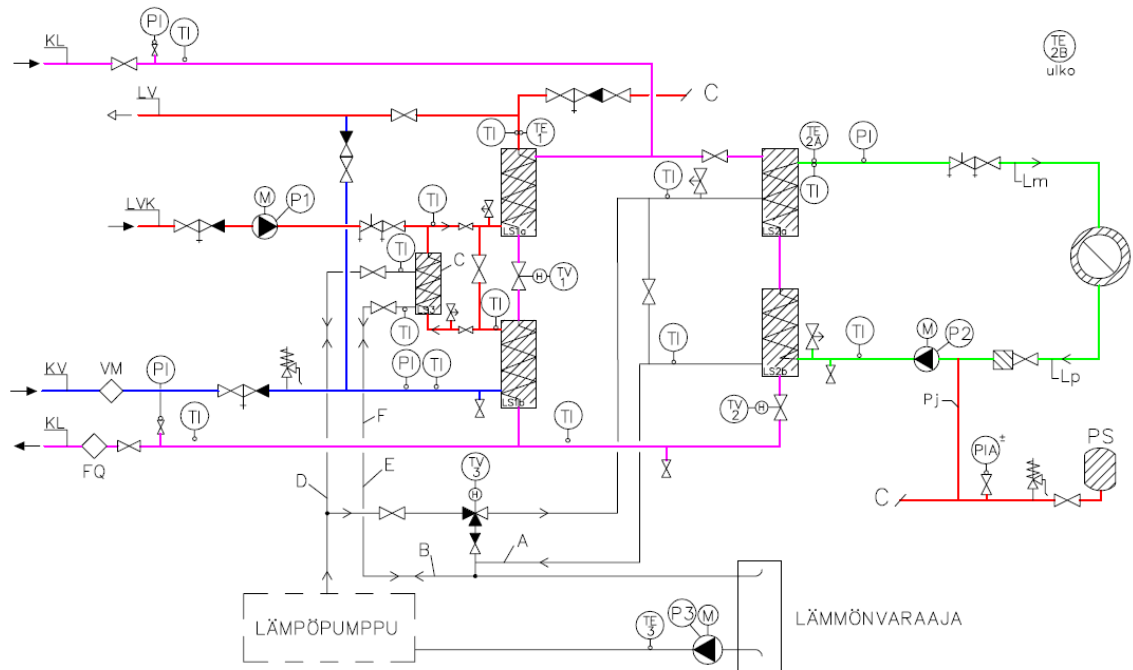 KL
PI
TI
TE
2B
ulko
LV
C
TI
TE
1
TE
2A
PI
TI
TI
Lm
LVK
M
P1
TI
LS1a
LS2a
TI
C
H
TV
1
LS3
TI
TI
TI
M
P2
KV
VM
PI
PI
TI
LS1b
LS2b
Lp
F
TV
2
H
Pj
KL
TI
TI
FQ
PIA±
PS
D
E
TV
3
H
C
B
A
LÄMPÖPUMPPU
TE
3
P3
M
LÄMMÖNVARAAJA